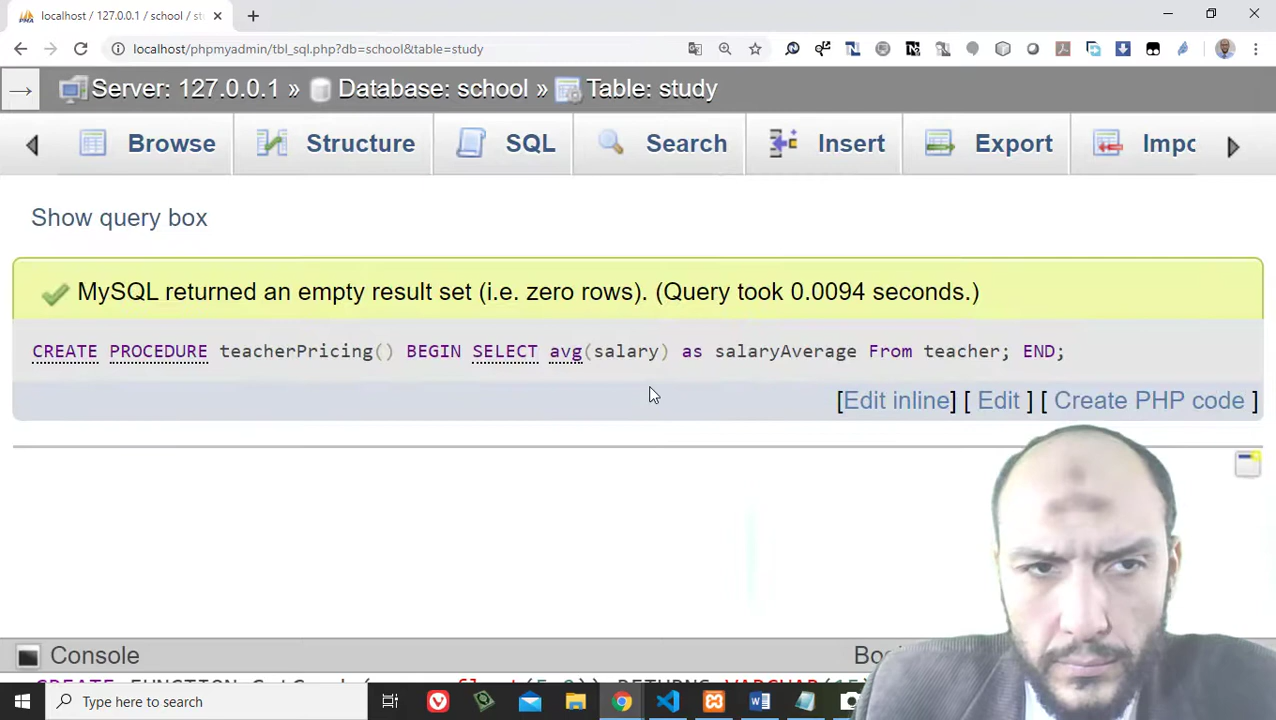 localhost / 127.0.0.1 / school / st
localhost/phpmyadmin/tbl_sql.php?db=school&table=study
Server: 127.0.0.1 » Database: school » Table: study
Browse Structure SQL Search Insert Export Impo
Show query box
MySQL returned an empty result set (i.e. zero rows). (Query took 0.0094 seconds.)
CREATE PROCEDURE teacherPricing() BEGIN SELECT avg(salary) as salaryAverage From teacher; END;
[Edit inline] [ Edit ] [ Create PHP code ]
Console
Type here to search